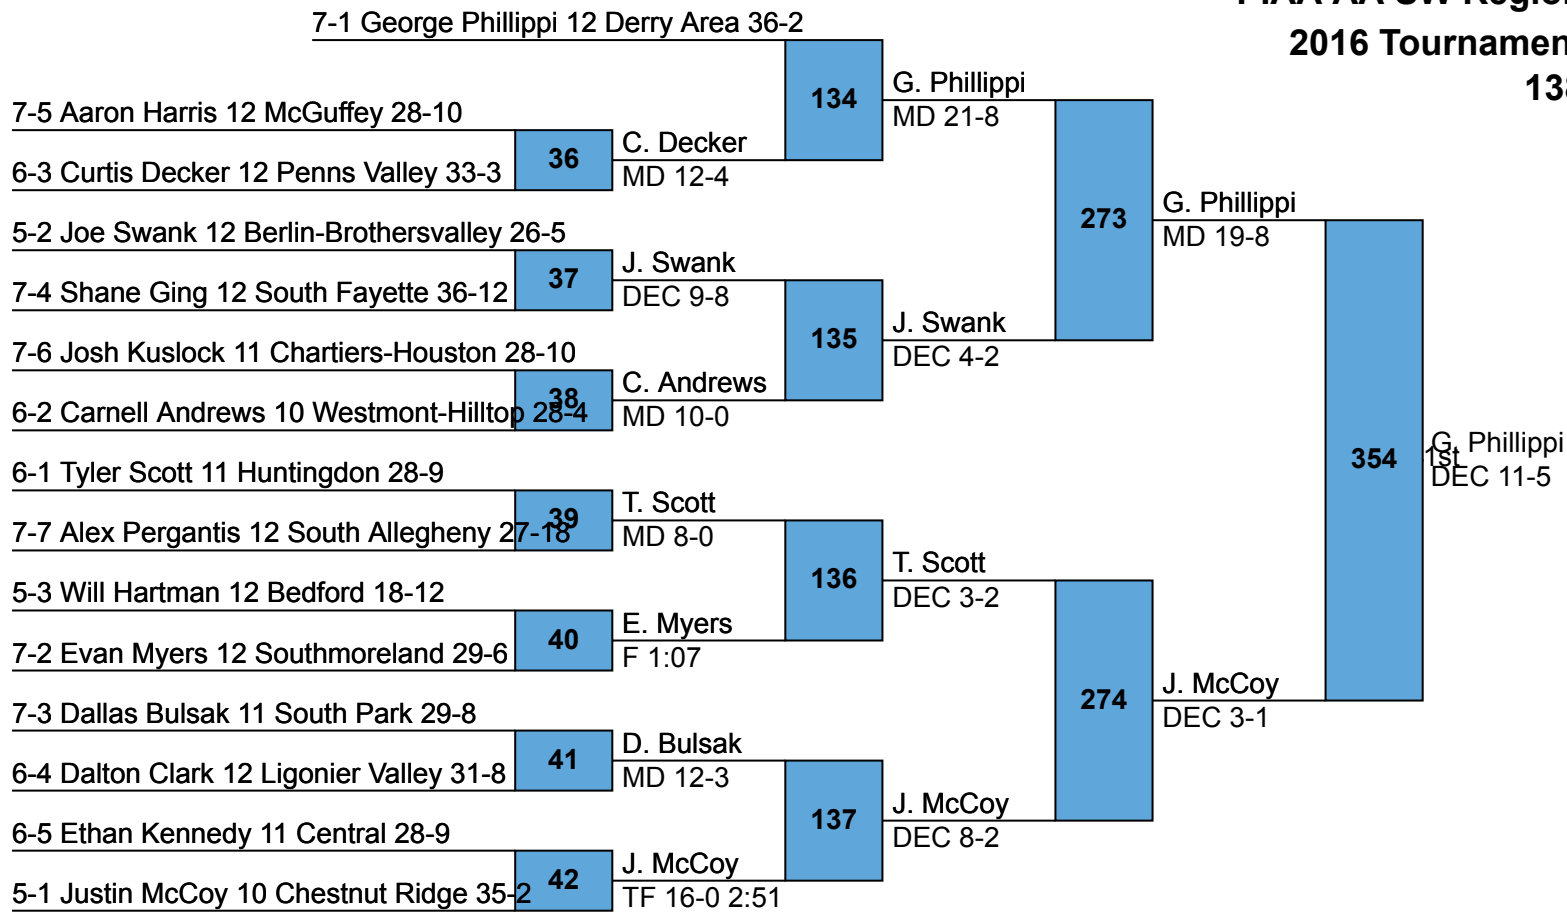 7-1 George Phillippi 12 Derry Area 36-2
2016
134
G. Phillippi
MD 21-8
7-5 Aaron Harris 12 McGuffey 28-10
36
C. Decker
MD 12-4
6-3 Curtis Decker 12 Penns Valley 33-3
273
G. Phillippi
MD 19-8
5-2 Joe Swank 12 Berlin-Brothersvalley 26-5
37
J. Swank
DEC 9-8
7-4 Shane Ging 12 South Fayette 36-12
135
J. Swank
DEC 4-2
7-6 Josh Kuslock 11 Chartiers-Houston 28-10
38
C. Andrews
MD 10-0
6-2 Carnell Andrews 10 Westmont-Hilltop 28-4
354
1st
G. Phillippi
DEC 11-5
6-1 Tyler Scott 11 Huntingdon 28-9
39
T. Scott
MD 8-0
7-7 Alex Pergantis 12 South Allegheny 27-18
136
T. Scott
DEC 3-2
5-3 Will Hartman 12 Bedford 18-12
40
E. Myers
F 1:07
7-2 Evan Myers 12 Southmoreland 29-6
274
J. McCoy
DEC 3-1
7-3 Dallas Bulsak 11 South Park 29-8
41
D. Bulsak
MD 12-3
6-4 Dalton Clark 12 Ligonier Valley 31-8
137
J. McCoy
DEC 8-2
6-5 Ethan Kennedy 11 Central 28-9
42
J. McCoy
TF 16-0 2:51
5-1 Justin McCoy 10 Chestnut Ridge 35-2